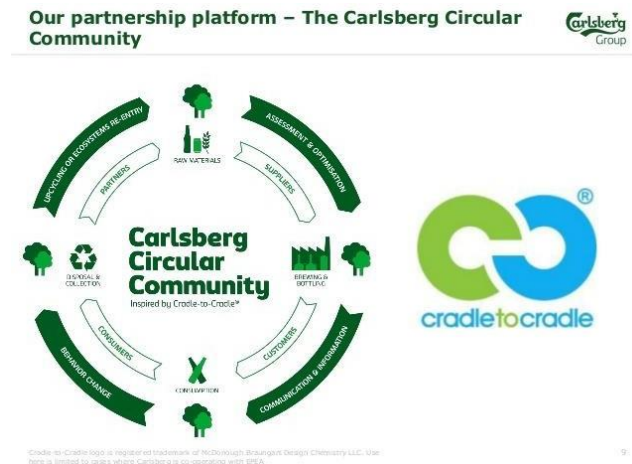 Our partnership platform – The Carlsberg Circular
Community
Carlsberg
Group
UPCYCLING OR ECOSYSTEMS RE-ENTRY
ASSESSMENT & OPTIMISATION
PARTNERS
RAW MATERIALS
SUPPLIERS
Carlsberg
Circular
Community
Inspired by Cradle-to-Cradle®
DISPOSAL &
COLLECTION
BREWING &
BOTTLING
®
cradletocradle
CONSUMERS
CUSTOMERS
BEHAVIOR CHANGE
CONSUMPTION
COMMUNICATION & INFORMATION
Cradle-to-Cradle logo is registered trademark of McDonough Braungart Design Chemistry LLC. Use
here is limited to cases where Carlsberg is co-operating with EPEA
9